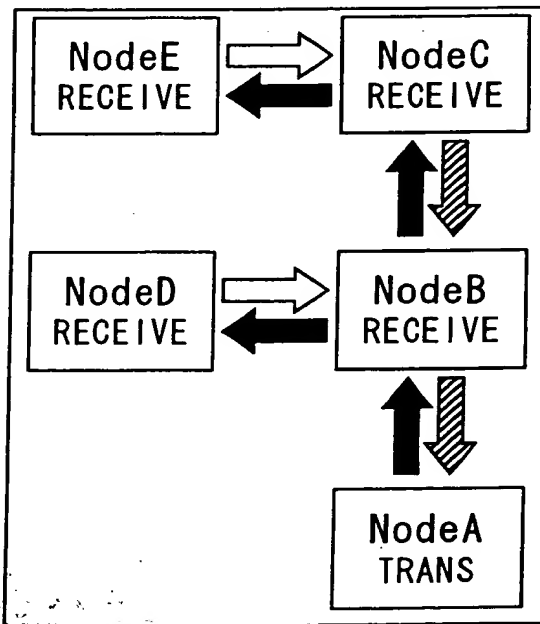 NodeE
RECEIVE
NodeC
RECEIVE
NodeD
RECEIVE
NodeB
RECEIVE
NodeA
TRANS